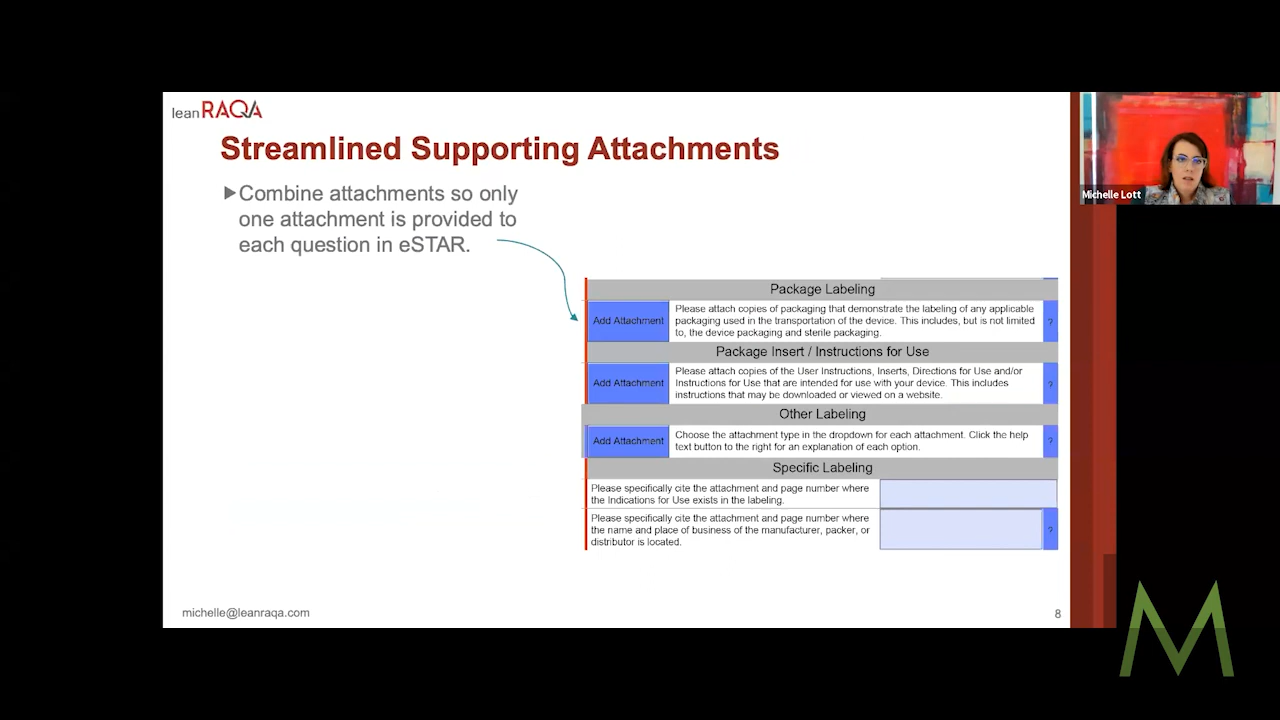 lean RAQA
Streamlined Supporting Attachments
Combine attachments so only
one attachment is provided to
each question in eSTAR.
Michelle Lott
Package Labeling
Add Attachment
Please attach copies of packaging that demonstrate the labeling of any applicable
packaging used in the transportation of the device. This includes, but is not limited
to, the device packaging and sterile packaging.
?
Package Insert / Instructions for Use
Add Attachment
Please attach copies of the User Instructions, Inserts, Directions for Use and/or
Instructions for Use that are intended for use with your device. This includes
instructions that may be downloaded or viewed on a website.
?
Other Labeling
Add Attachment
Choose the attachment type in the dropdown for each attachment. Click the help
text button to the right for an explanation of each option.
?
Specific Labeling
Please specifically cite the attachment and page number where
the Indications for Use exists in the labeling.
Please specifically cite the attachment and page number where
the name and place of business of the manufacturer, packer, or
distributor is located.
?
michelle@leanraqa.com
8
M